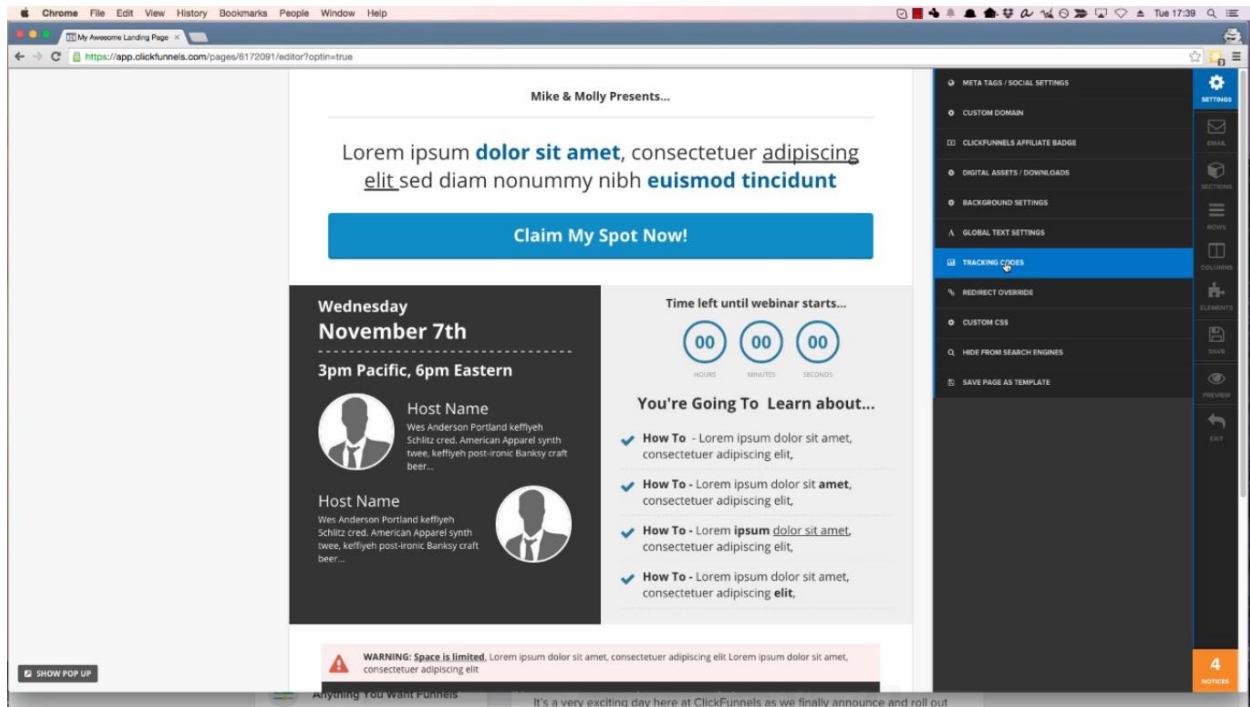 Chrome File Edit View History Bookmarks People Window Help
Tue 17:39
My Awesome Landing Page
https://app.clickfunnels.com/pages/6172091/editor?optin=true
Mike & Molly Presents...
Lorem ipsum dolor sit amet, consectetuer adipiscing
elit sed diam nonummy nibh euismod tincidunt
Claim My Spot Now!
Wednesday
November 7th
3pm Pacific, 6pm Eastern
Host Name
Wes Anderson Portland keffiyeh
Schlitz cred. American Apparel synth
twee, keffiyeh post-ironic Banksy craft
beer...
Host Name
Wes Anderson Portland keffiyeh
Schlitz cred. American Apparel synth
twee, keffiyeh post-ironic Banksy craft
beer...
Time left until webinar starts...
00 00 00
HOURS MINUTES SECONDS
You're Going To Learn about...
How To - Lorem ipsum dolor sit amet,
consectetuer adipiscing elit,
How To - Lorem ipsum dolor sit amet,
consectetuer adipiscing elit,
How To - Lorem ipsum dolor sit amet,
consectetuer adipiscing elit,
How To - Lorem ipsum dolor sit amet,
consectetuer adipiscing elit,
WARNING: Space is limited. Lorem ipsum dolor sit amet, consectetuer adipiscing elit Lorem ipsum dolor sit amet,
consectetuer adipiscing elit
SHOW POP UP
Anything You Want Funnels
It's a very exciting day here at ClickFunnels as we finally announce and roll out
META TAGS / SOCIAL SETTINGS
CUSTOM DOMAIN
CLICKFUNNELS AFFILIATE BADGE
DIGITAL ASSETS / DOWNLOADS
BACKGROUND SETTINGS
GLOBAL TEXT SETTINGS
TRACKING CODES
REDIRECT OVERRIDE
CUSTOM CSS
HIDE FROM SEARCH ENGINES
SAVE PAGE AS TEMPLATE
SETTINGS
EMAIL
SECTIONS
ROWS
COLUMNS
ELEMENTS
SAVE
PREVIEW
EXIT
4
NOTICES